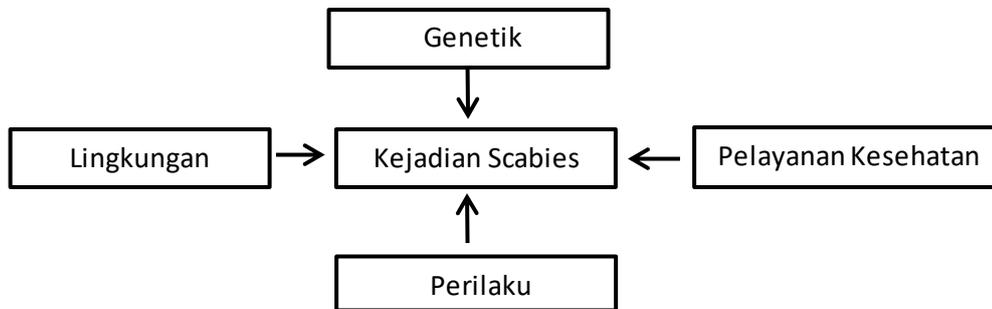 Genetik
Lingkungan
Kejadian Scabies
Pelayanan Kesehatan
Perilaku